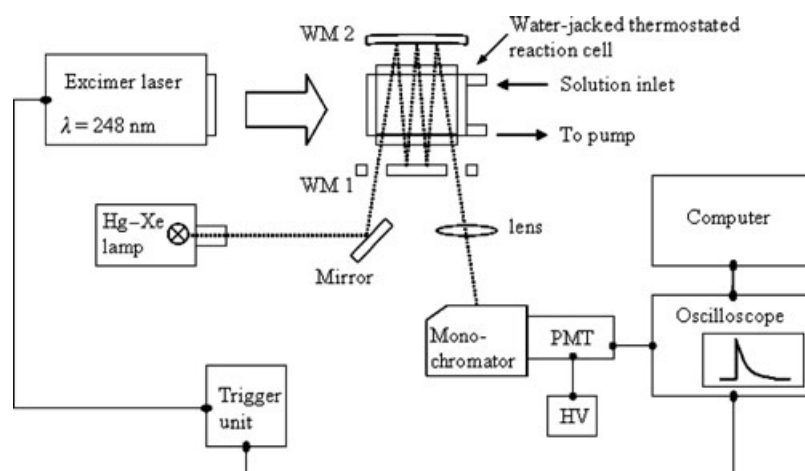 WM 2
Water-jacked thermostated
reaction cell
Excimer laser
λ = 248 nm
Solution inlet
To pump
WM 1
Hg–Xe
lamp
Mirror
lens
Computer
Mono-
chromator
PMT
HV
Oscilloscope
Trigger
unit